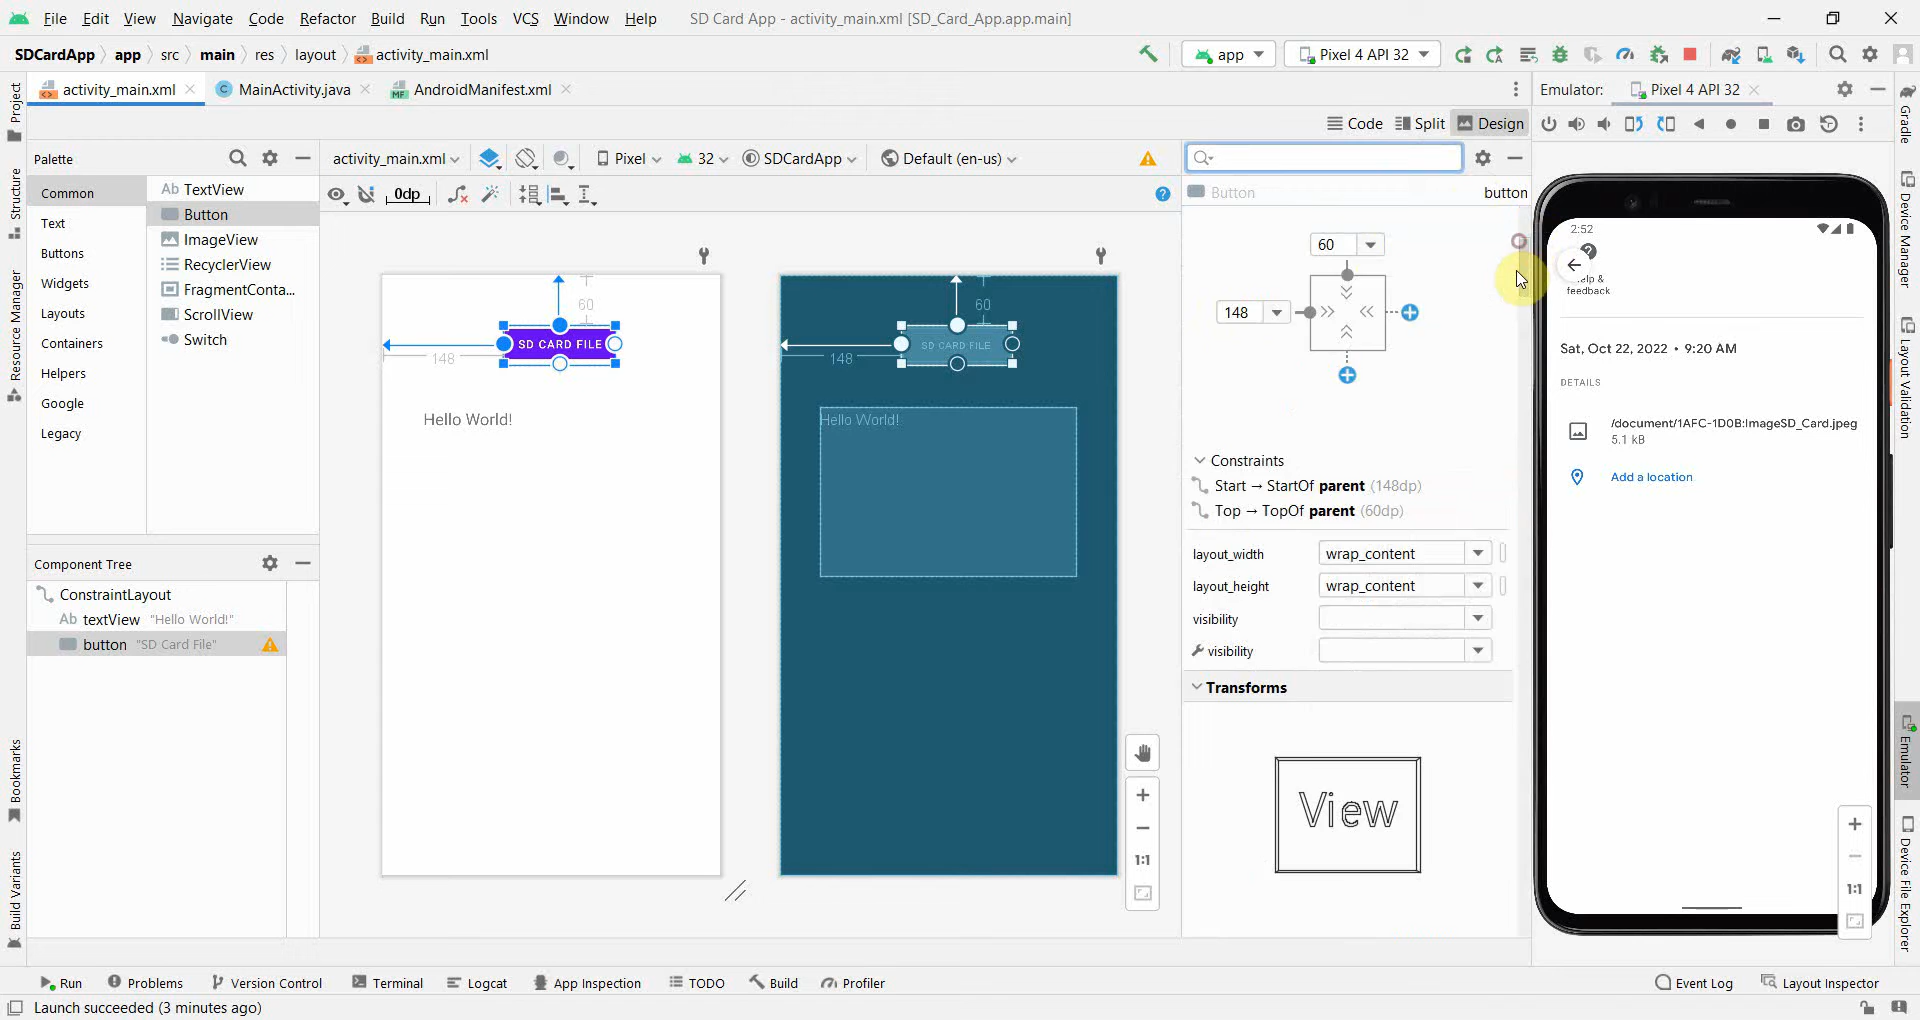 File Edit View Navigate Code Refactor Build Run Tools VCS Window Help SD Card App - activity_main.xml [SD_Card_App.app.main]
SDCardApp app src main res layout activity_main.xml app Pixel 4 API 32
activity_main.xml MainActivity.java AndroidManifest.xml Emulator: Pixel 4 API 32
Code Split Design
Palette activity_main.xml Pixel 32 SDCardApp Default (en-us)
Common Ab TextView 0dp Button button
Text Button
Buttons ImageView
Widgets RecyclerView
Layouts FragmentConta...
Containers ScrollView
Helpers Switch
Google
Legacy
60
148
SD CARD FILE
Hello World!
60
148
SD CARD FILE
Hello World!
60
148
Constraints
Start → StartOf parent (148dp)
Top → TopOf parent (60dp)
layout_width wrap_content
layout_height wrap_content
visibility
visibility
Transforms
View
Component Tree
ConstraintLayout
Ab textView "Hello World!"
button "SD Card File"
1:1
2:52
feedback
Sat, Oct 22, 2022 • 9:20 AM
DETAILS
/document/1AFC-1D0B:ImageSD_Card.jpeg
5.1 kB
Add a location
1:1
Project
Structure
Resource Manager
Bookmarks
Build Variants
Gradle
Device Manager
Layout Validation
Emulator
Device File Explorer
Run Problems Version Control Terminal Logcat App Inspection TODO Build Profiler Event Log Layout Inspector
Launch succeeded (3 minutes ago)